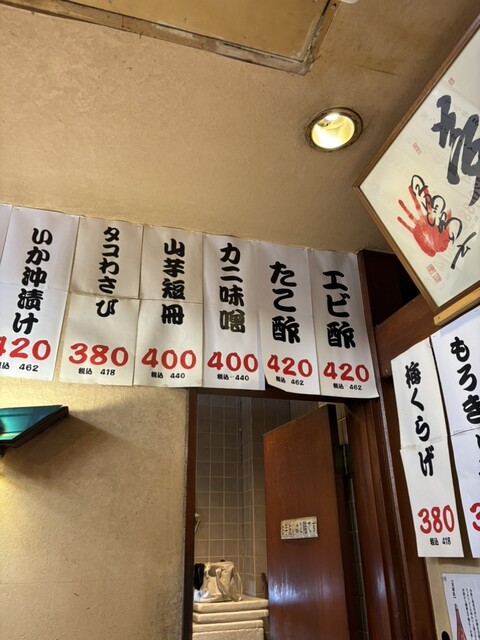 いか沖漬け
420
税込 462
タコわさび
380
税込 418
山芋短冊
400
税込 440
カニ味噌
400
税込 440
たこ酢
420
税込 462
エビ酢
420
税込 462
梅くらげ
380
税込 418
もろき
3